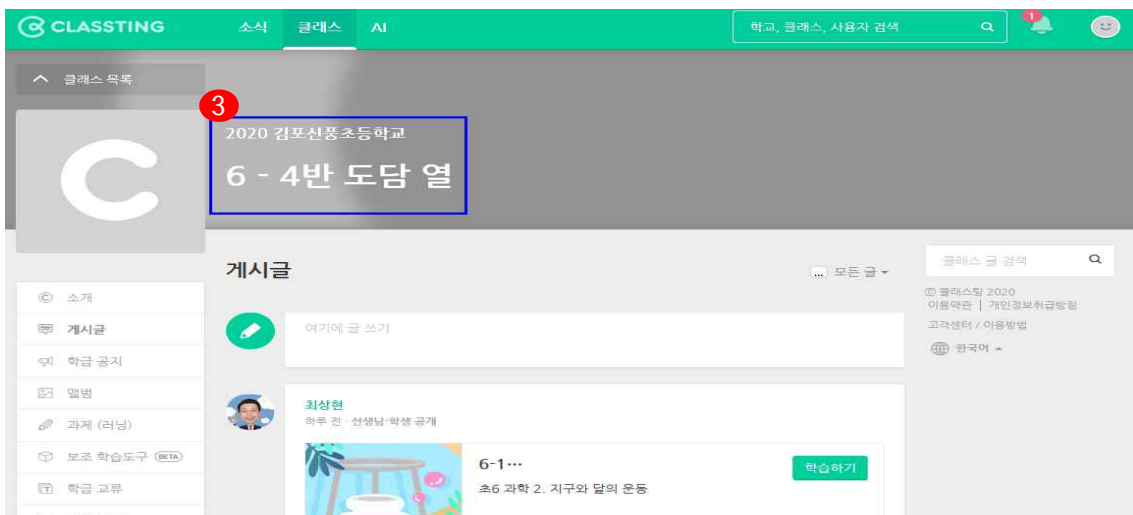 CLASSTING 소식 클래스 AI 학교, 클래스, 사용자 검색 1
클래스 목록
3
2020 김포신풍초등학교
6 - 4반 도담 열
게시글
... 모든 글
클래스 글 검색
ⓒ 클래스팅 2020
이용약관 | 개인정보취급방침
고객센터 / 이용방법
한국어
소개
게시글
학급 공지
앨범
과제 (러닝)
보조 학습도구 BETA
학급 교류
여기에 글 쓰기
최상현
하루 전 · 선생님·학생 공개
6-1···
초6 과학 2. 지구와 달의 운동
학습하기